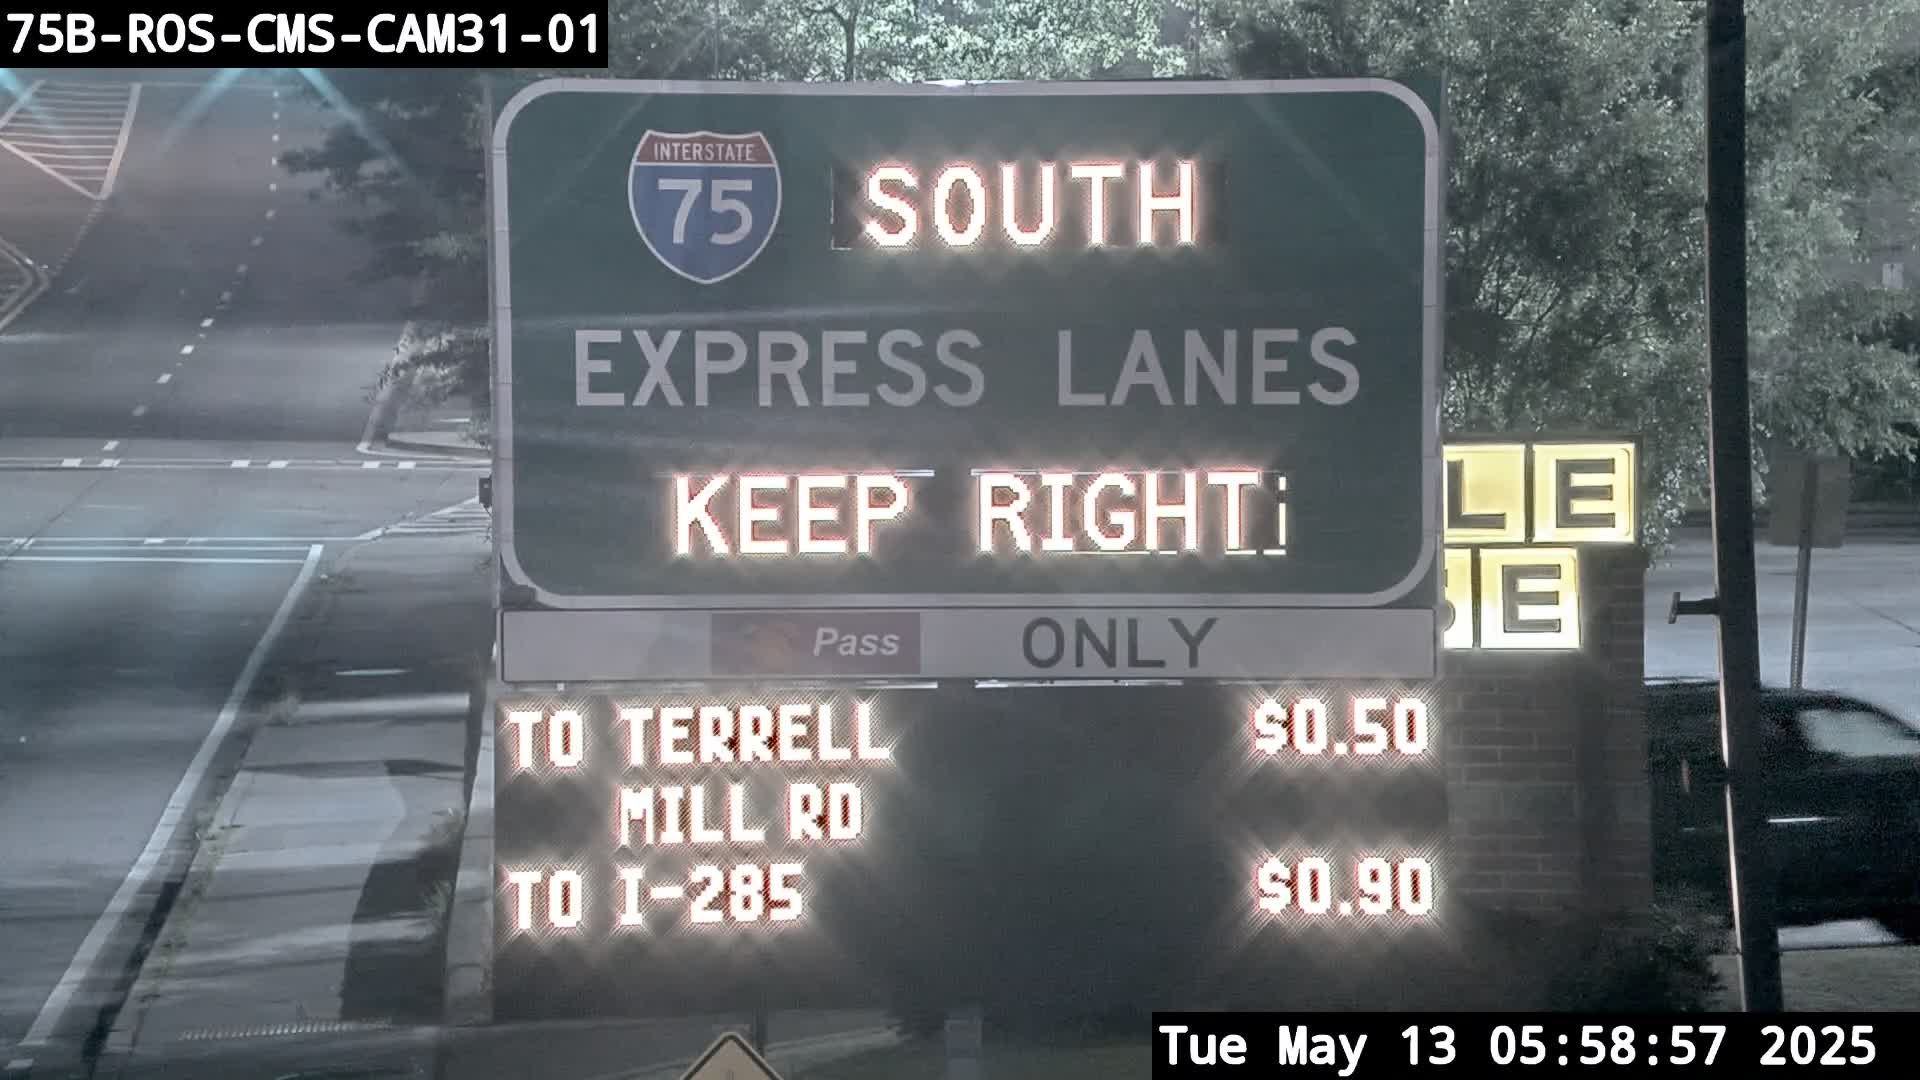 75B-ROS-CMS-CAM31-01
INTERSTATE
75
SOUTH
EXPRESS LANES
KEEP RIGHT
Pass ONLY
LE
E
TO TERRELL $0.50
MILL RD
TO I-285 $0.90
Tue May 13 05:58:57 2025